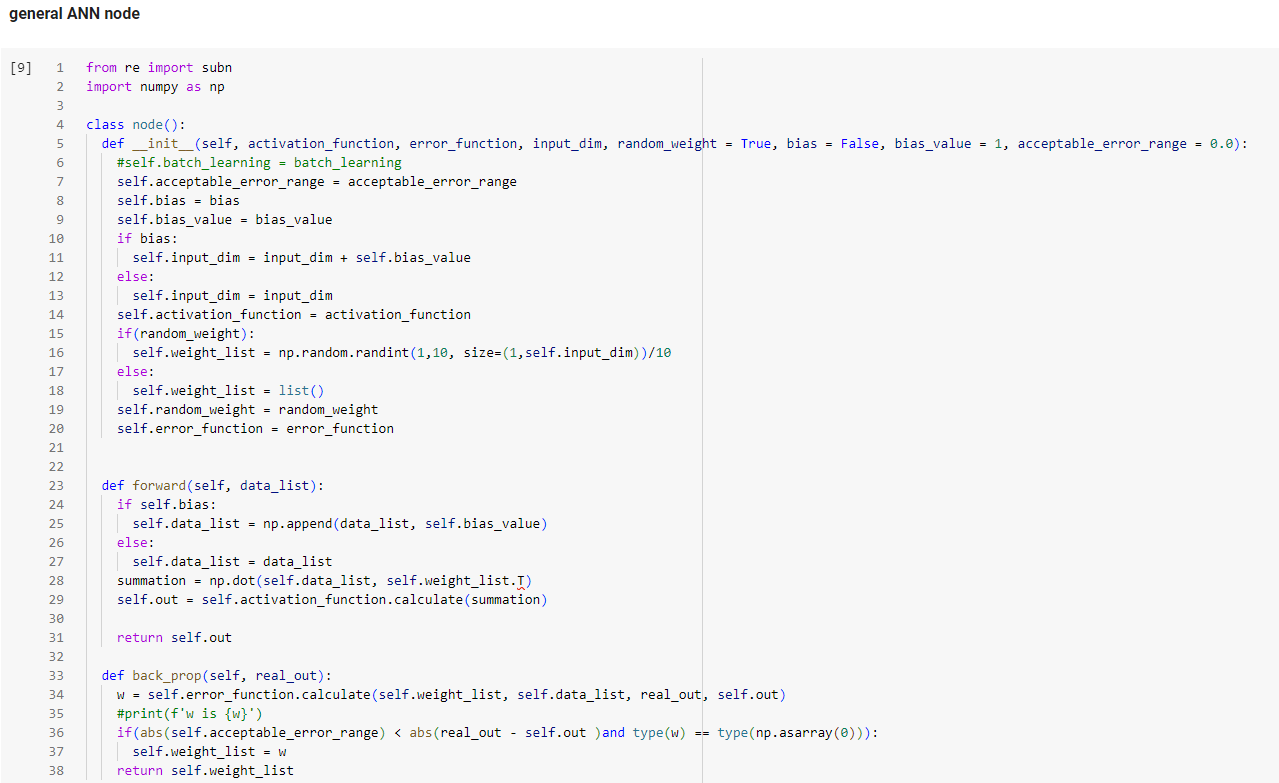 general ANN node
[9]
1 from re import subn
2 import numpy as np
3
4 class node():
5   def __init__(self, activation_function, error_function, input_dim, random_weight = True, bias = False, bias_value = 1, acceptable_error_range = 0.0):
6     #self.batch_learning = batch_learning
7     self.acceptable_error_range = acceptable_error_range
8     self.bias = bias
9     self.bias_value = bias_value
10     if bias:
11       self.input_dim = input_dim + self.bias_value
12     else:
13       self.input_dim = input_dim
14     self.activation_function = activation_function
15     if(random_weight):
16       self.weight_list = np.random.randint(1,10, size=(1,self.input_dim))/10
17     else:
18       self.weight_list = list()
19     self.random_weight = random_weight
20     self.error_function = error_function
21
22
23   def forward(self, data_list):
24     if self.bias:
25       self.data_list = np.append(data_list, self.bias_value)
26     else:
27       self.data_list = data_list
28     summation = np.dot(self.data_list, self.weight_list.T)
29     self.out = self.activation_function.calculate(summation)
30
31     return self.out
32
33   def back_prop(self, real_out):
34     w = self.error_function.calculate(self.weight_list, self.data_list, real_out, self.out)
35     #print(f'w is {w}')
36     if(abs(self.acceptable_error_range) < abs(real_out - self.out )and type(w) == type(np.asarray(0))):
37       self.weight_list = w
38     return self.weight_list